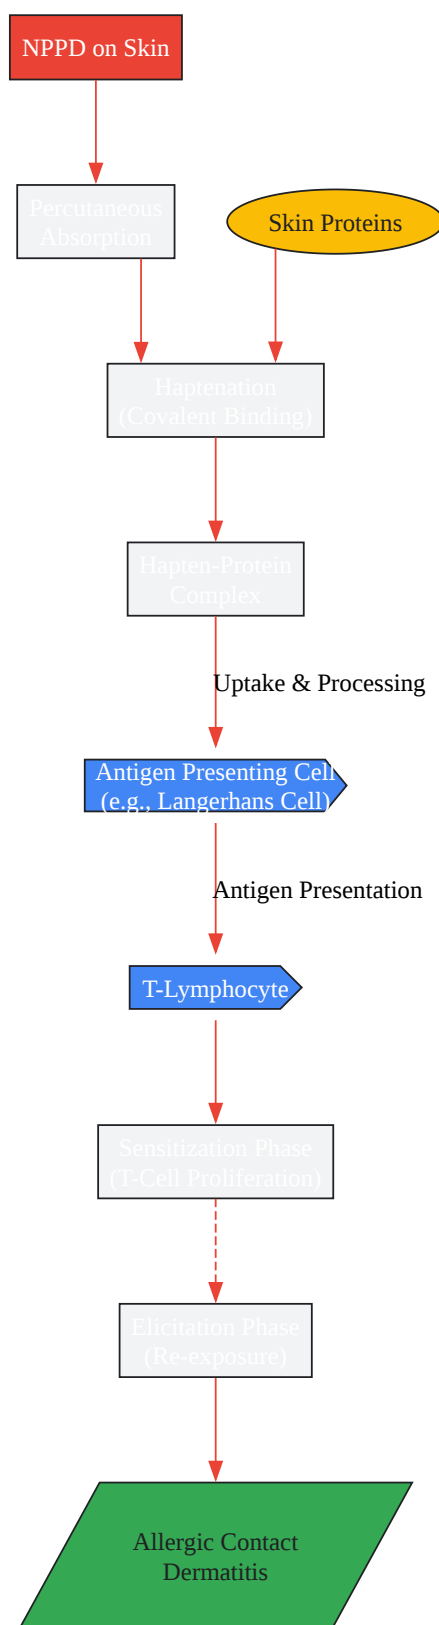 NPPD on Skin
Percutaneous
Absorption
Skin Proteins
Haptenation
(Covalent Binding)
Hapten-Protein
Complex
Uptake & Processing
Antigen Presenting Cell
(e.g., Langerhans Cell)
Antigen Presentation
T-Lymphocyte
Sensitization Phase
(T-Cell Proliferation)
Elicitation Phase
(Re-exposure)
Allergic Contact
Dermatitis